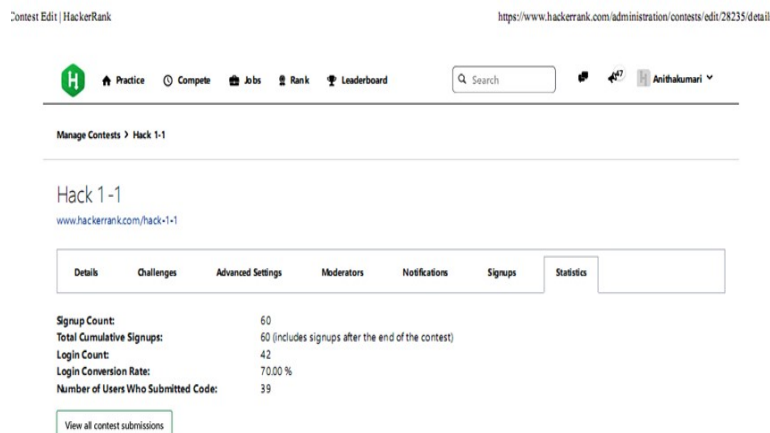 Contest Edit | HackerRank
https://www.hackerrank.com/administration/contests/edit/28235/detail
H Practice Compete Jobs Rank Leaderboard Search 47 Anithakumari
Manage Contests > Hack 1-1
Hack 1-1
www.hackerrank.com/hack-1-1
Details Challenges Advanced Settings Moderators Notifications Signups Statistics
Signup Count: 60
Total Cumulative Signups: 60 (includes signups after the end of the contest)
Login Count: 42
Login Conversion Rate: 70.00 %
Number of Users Who Submitted Code: 39
View all contest submissions